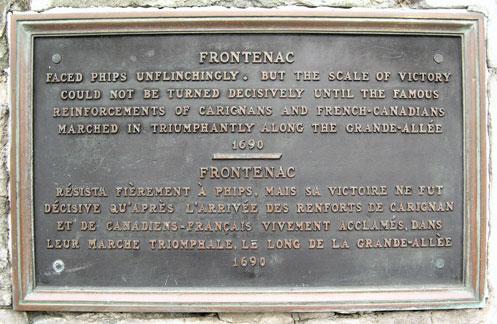 FRONTENAC
FACED PHIPS UNFLINCHINGLY. BUT THE SCALE OF VICTORY
COULD NOT BE TURNED DECISIVELY UNTIL THE FAMOUS
REINFORCEMENTS OF CARIGNANS AND FRENCH-CANADIANS
MARCHED IN TRIUMPHANTLY ALONG THE GRANDE-ALLÉE
1690
FRONTENAC
RÉSISTA FIÈREMENT À PHIPS, MAIS SA VICTOIRE NE FUT
DÉCISIVE QU'APRÈS L'ARRIVÉE DES RENFORTS DE CARIGNAN
ET DE CANADIENS-FRANÇAIS VIVEMENT ACCLAMÉS, DANS
LEUR MARCHE TRIOMPHALE, LE LONG DE LA GRANDE-ALLÉE
1690